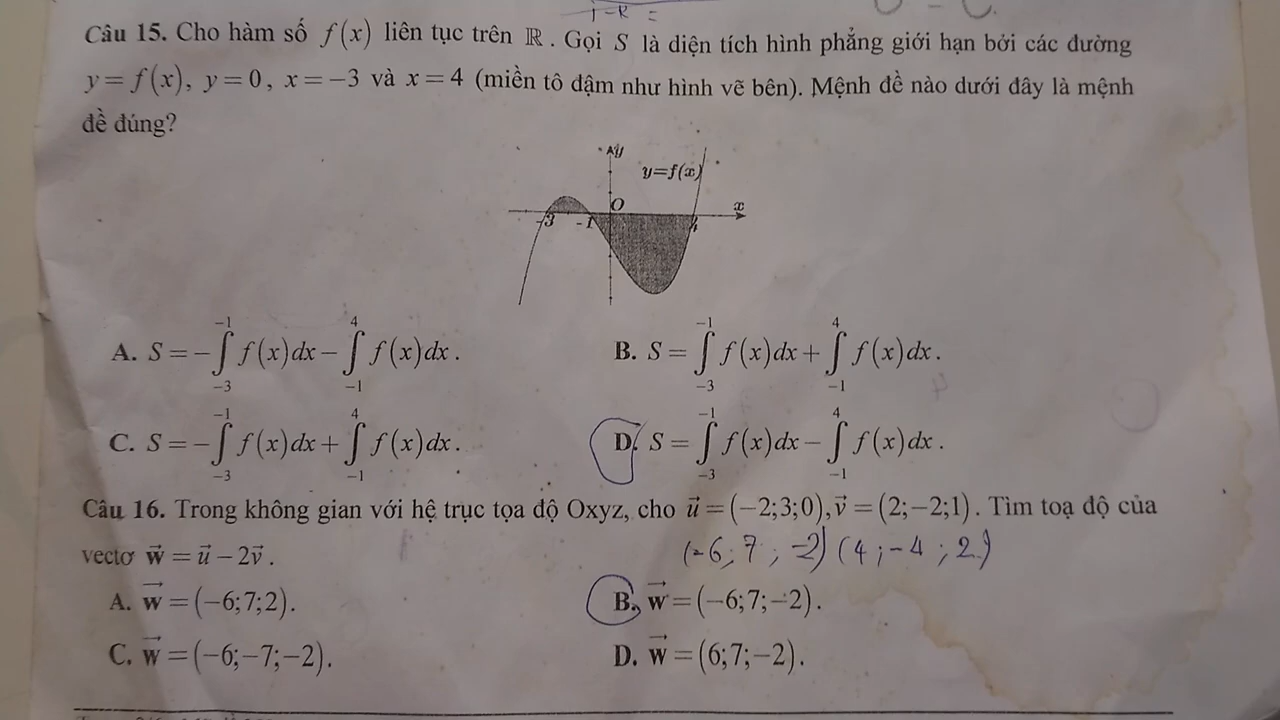 1-R =
Câu 15. Cho hàm số f(x) liên tục trên ℝ. Gọi S là diện tích hình phẳng giới hạn bởi các đường
y = f(x), y = 0, x = −3 và x = 4 (miền tô đậm như hình vẽ bên). Mệnh đề nào dưới đây là mệnh
đề đúng?
y
y=f(x)
O
x
-3
-1
4
A. S = −∫_{−3}^{−1} f(x)dx − ∫_{−1}^{4} f(x)dx.
B. S = ∫_{−3}^{−1} f(x)dx + ∫_{−1}^{4} f(x)dx.
C. S = −∫_{−3}^{−1} f(x)dx + ∫_{−1}^{4} f(x)dx.
D. S = ∫_{−3}^{−1} f(x)dx − ∫_{−1}^{4} f(x)dx.
Câu 16. Trong không gian với hệ trục tọa độ Oxyz, cho u⃗ = (−2;3;0), v⃗ = (2;−2;1). Tìm toạ độ của
vectơ w⃗ = u⃗ − 2v⃗.
(-6; 7; -2) (4; -4; 2)
A. w⃗ = (−6;7;2).
B. w⃗ = (−6;7;−2).
C. w⃗ = (−6;−7;−2).
D. w⃗ = (6;7;−2).